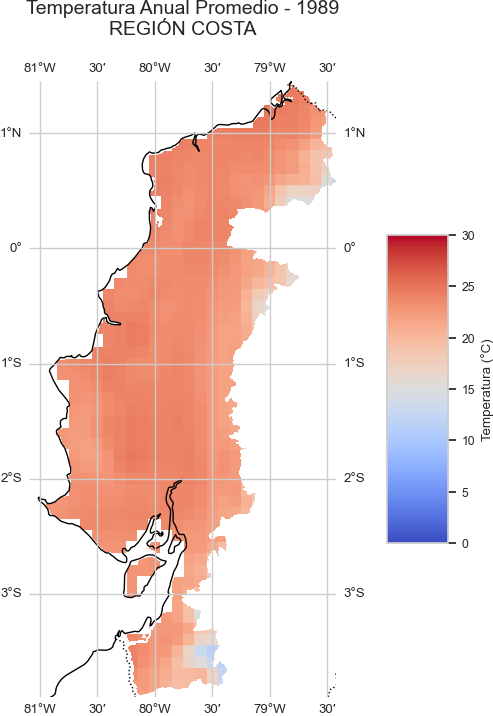 Temperatura Anual Promedio - 1989
REGIÓN COSTA
81°W 30′ 80°W 30′ 79°W 30′
1°N 1°N
0° 0°
1°S 1°S
2°S 2°S
3°S 3°S
81°W 30′ 80°W 30′ 79°W 30′
30
25
20
15
10
5
0
Temperatura (°C)